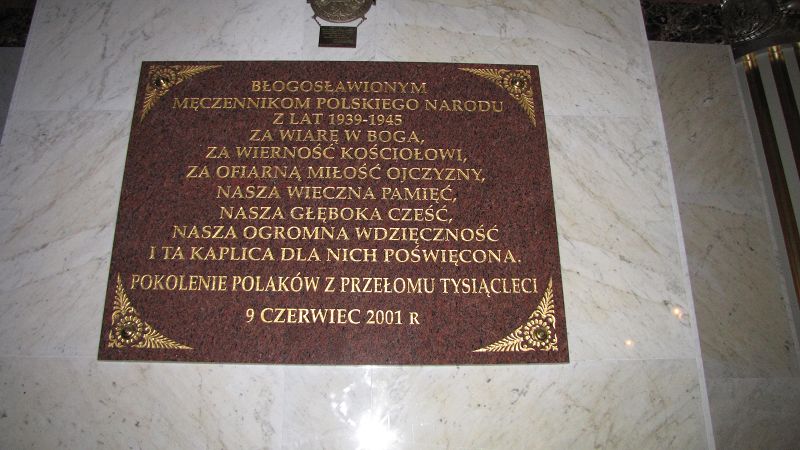 BŁOGOSŁAWIONYM
MĘCZENNIKOM POLSKIEGO NARODU
Z LAT 1939-1945
ZA WIARĘ W BOGA,
ZA WIERNOŚĆ KOŚCIOŁOWI,
ZA OFIARNĄ MIŁOŚĆ OJCZYZNY,
NASZA WIECZNA PAMIĘĆ,
NASZA GŁĘBOKA CZEŚĆ,
NASZA OGROMNA WDZIĘCZNOŚĆ
I TA KAPLICA DLA NICH POŚWIĘCONA.
POKOLENIE POLAKÓW Z PRZEŁOMU TYSIĄCLECI
9 CZERWIEC 2001 R